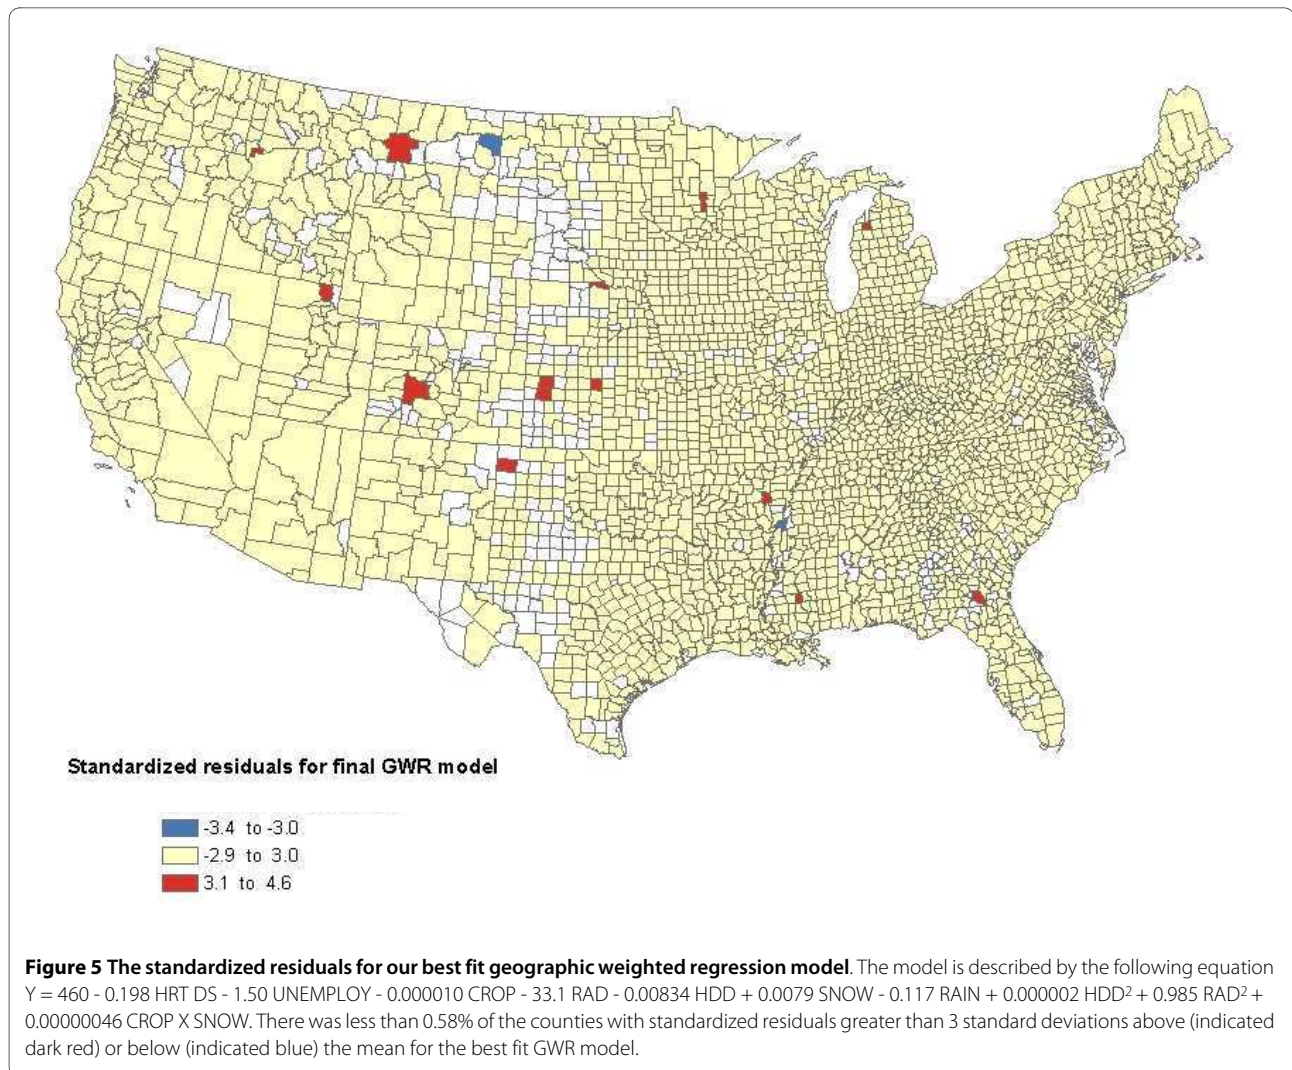 Standardized residuals for final GWR model
-3.4 to -3.0
-2.9 to 3.0
3.1 to 4.6
Figure 5 The standardized residuals for our best fit geographic weighted regression model. The model is described by the following equation
Y = 460 - 0.198 HRT DS - 1.50 UNEMPLOY - 0.000010 CROP - 33.1 RAD - 0.00834 HDD + 0.0079 SNOW - 0.117 RAIN + 0.000002 HDD² + 0.985 RAD² +
0.00000046 CROP X SNOW. There was less than 0.58% of the counties with standardized residuals greater than 3 standard deviations above (indicated
dark red) or below (indicated blue) the mean for the best fit GWR model.